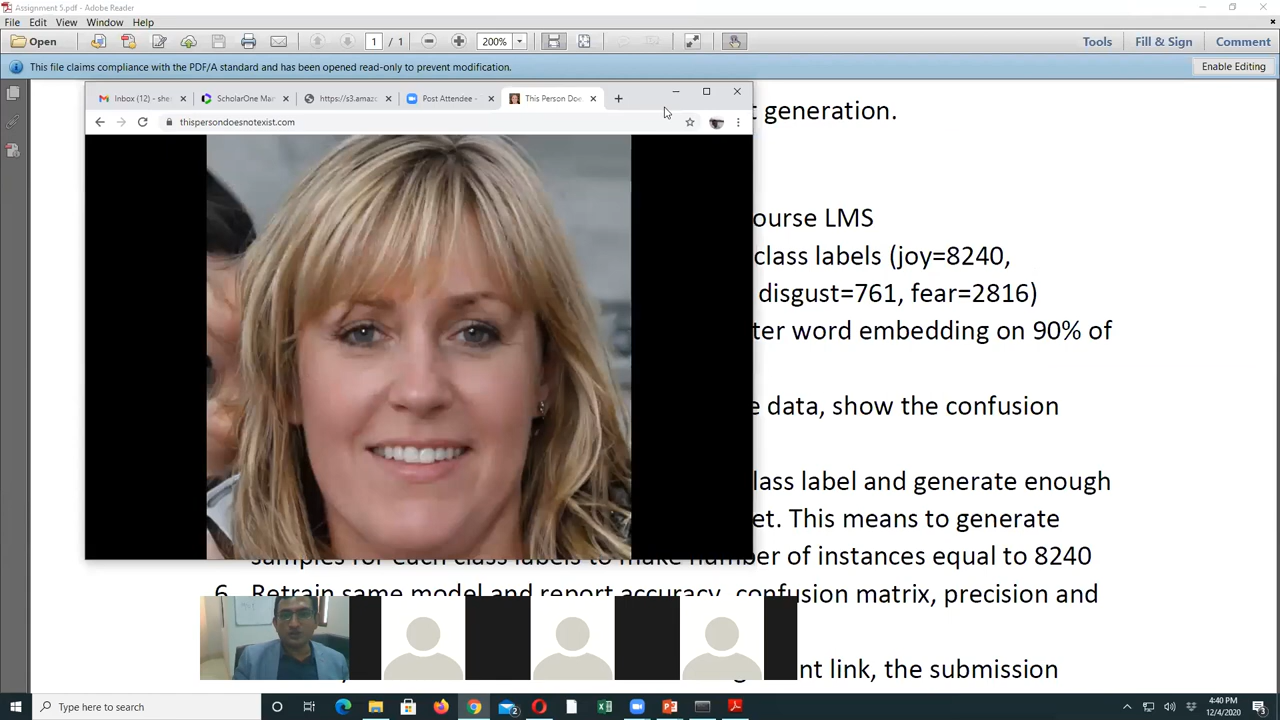 Assignment 5.pdf - Adobe Reader
File Edit View Window Help
Open
1 / 1
200%
Tools Fill & Sign Comment
This file claims compliance with the PDF/A standard and has been opened read-only to prevent modification.
Enable Editing
Inbox (12) - she
ScholarOne Mar
https://s3.amazo
Post Attendee -
This Person Doe
thispersondoesnotexist.com
t generation.
ourse LMS
class labels (joy=8240,
disgust=761, fear=2816)
ter word embedding on 90% of
e data, show the confusion
lass label and generate enough
et. This means to generate
samples for each class labels to make number of instances equal to 8240
6. Retrain same model and report accuracy, confusion matrix, precision and
nt link, the submission
Type here to search
4:40 PM
12/4/2020